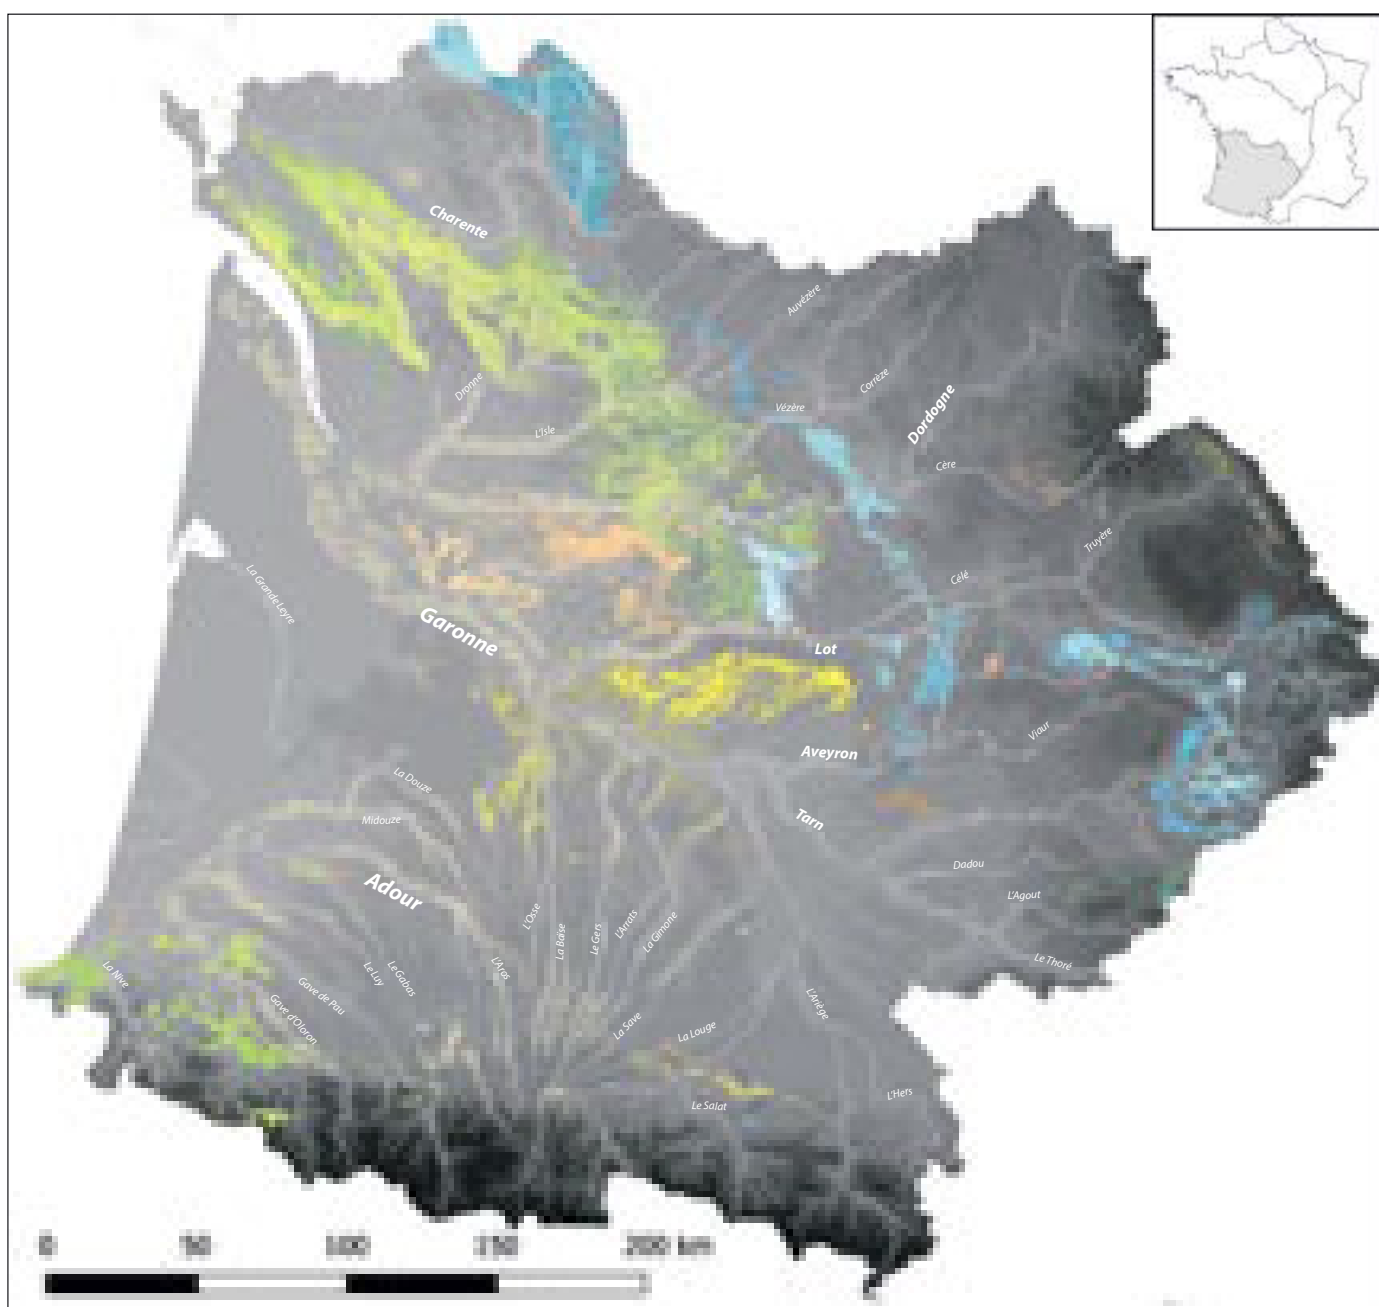 Charente
Auvézère
Corrèze
Dronne
Dordogne
Vézère
L'Isle
Cère
Truyère
La Grande Leyre
Célé
Garonne
Lot
Viaur
Aveyron
La Douze
Midouze
Tarn
Dadou
Adour
L'Agout
L'Osse
La Baïse
Le Gers
L'Arrats
La Gimone
Le Thoré
La Nive
Le Luy
Le Gabas
L'Aros
Gave de Pau
Gave d'Oloron
L'Ariège
La Save
La Louge
L'Hers
Le Salat
0 50 100 150 200 km